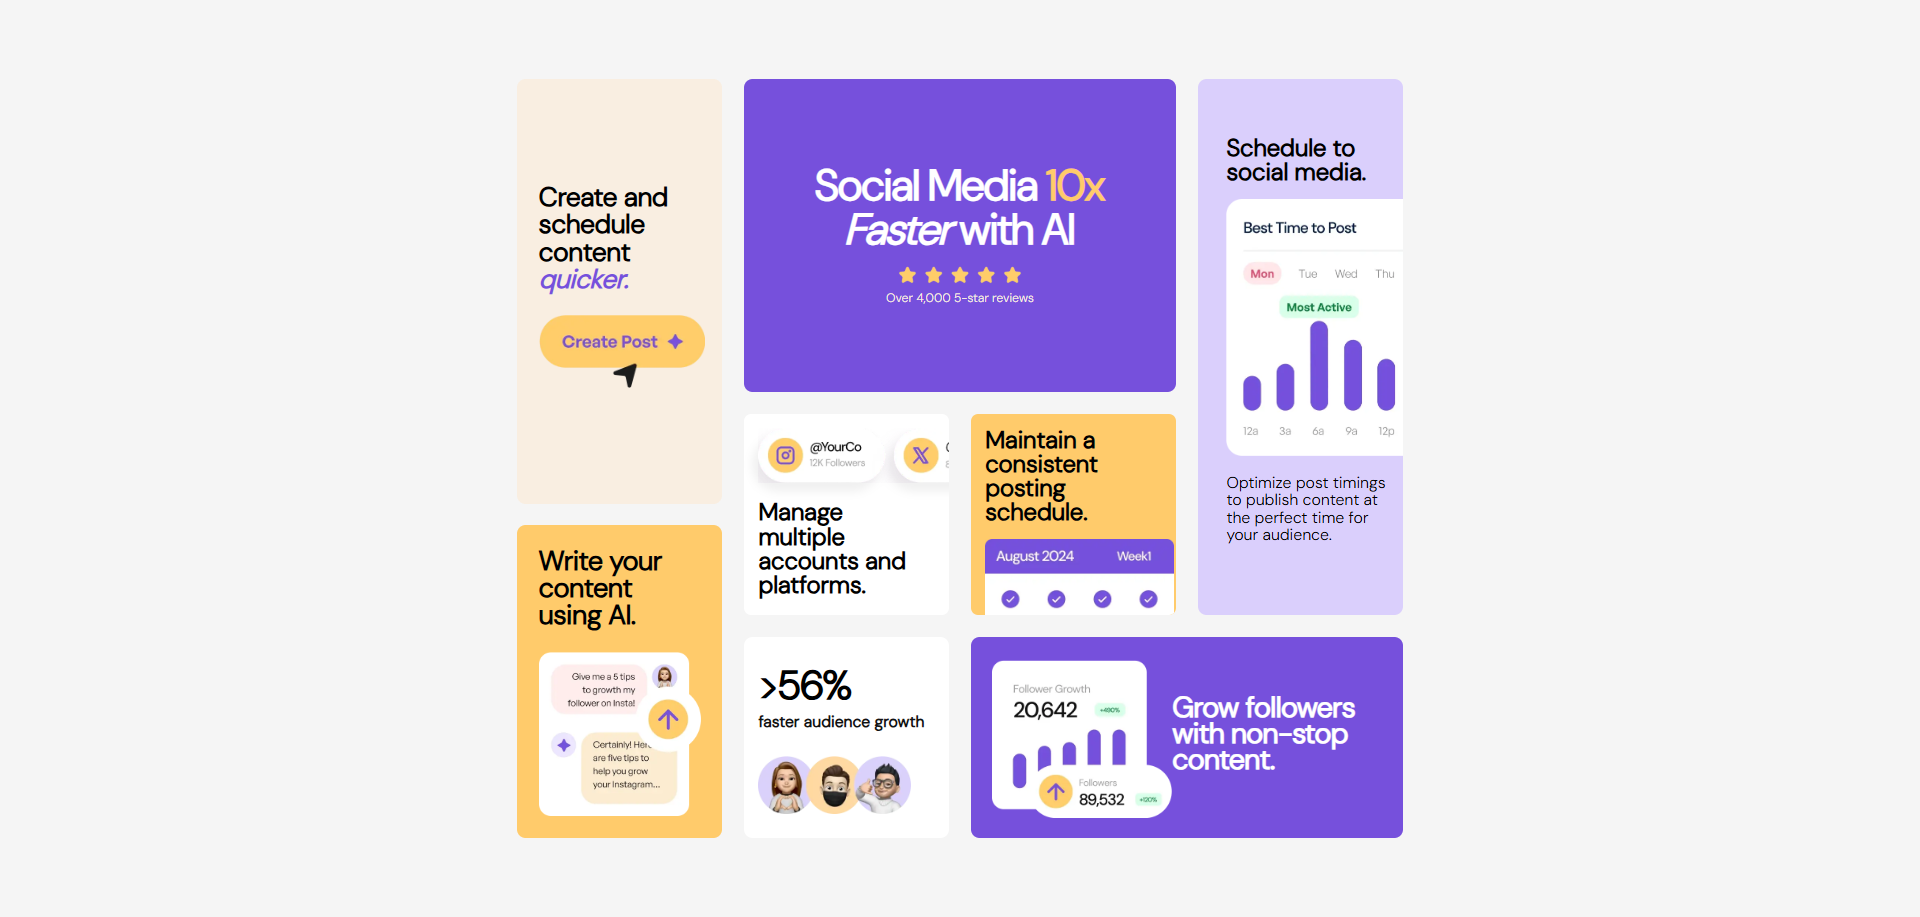 Create and
schedule
content
quicker.
Create Post
Write your
content
using AI.
Give me a 5 tips
to growth my
follower on Insta!
Certainly! Here
are five tips to
help you grow
your Instagram...
Social Media 10x
Faster with AI
Over 4,000 5-star reviews
@YourCo
12K Followers
Manage
multiple
accounts and
platforms.
Maintain a
consistent
posting
schedule.
August 2024 Week1
>56%
faster audience growth
Schedule to
social media.
Best Time to Post
Mon Tue Wed Thu
Most Active
12a 3a 6a 9a 12p
Optimize post timings
to publish content at
the perfect time for
your audience.
Follower Growth
20,642 +490%
Followers
89,532 +120%
Grow followers
with non-stop
content.